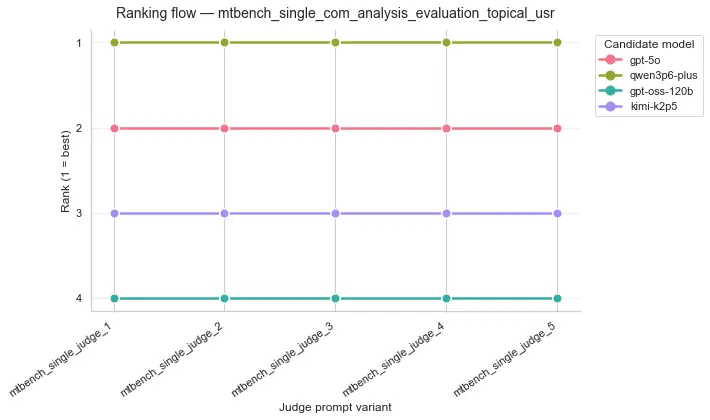 Ranking flow — mtbench_single_com_analysis_evaluation_topical_usr
Candidate model
gpt-5o
qwen3p6-plus
gpt-oss-120b
kimi-k2p5
Rank (1 = best)
1
2
3
4
mtbench_single_judge_1
mtbench_single_judge_2
mtbench_single_judge_3
mtbench_single_judge_4
mtbench_single_judge_5
Judge prompt variant